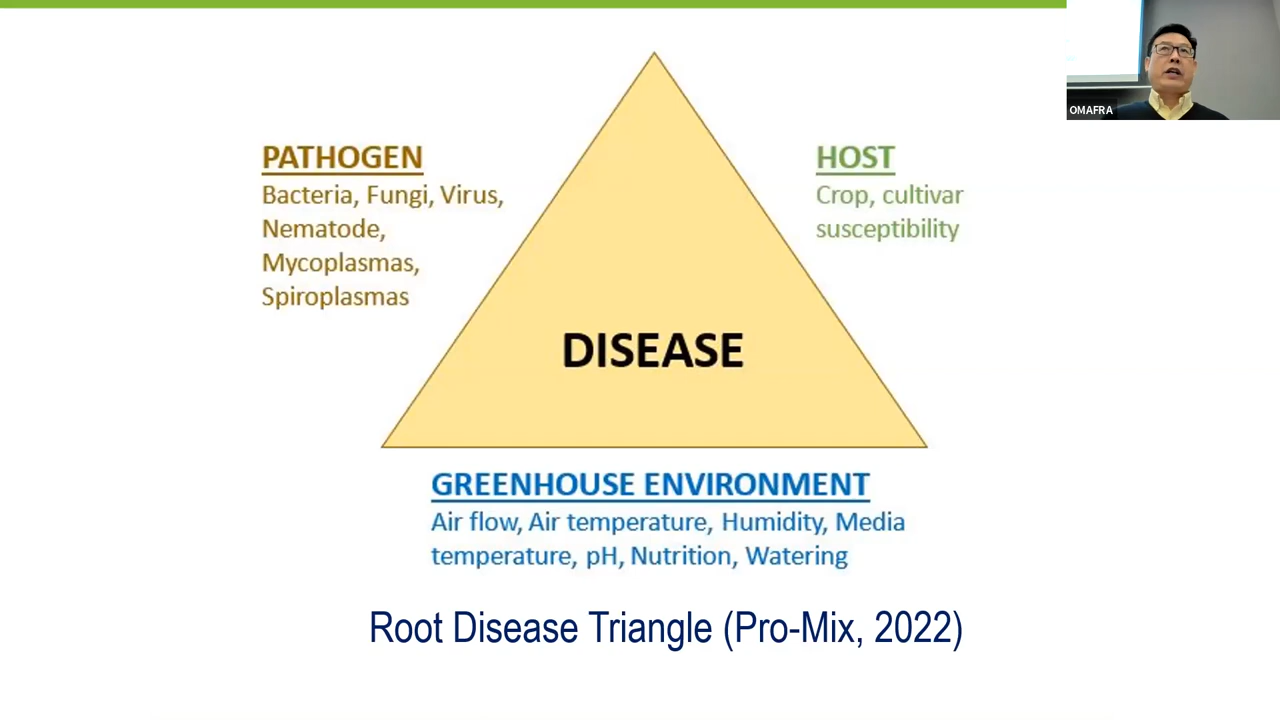 OMAFRA
PATHOGEN
Bacteria, Fungi, Virus,
Nematode,
Mycoplasmas,
Spiroplasmas
HOST
Crop, cultivar
susceptibility
DISEASE
GREENHOUSE ENVIRONMENT
Air flow, Air temperature, Humidity, Media
temperature, pH, Nutrition, Watering
Root Disease Triangle (Pro-Mix, 2022)